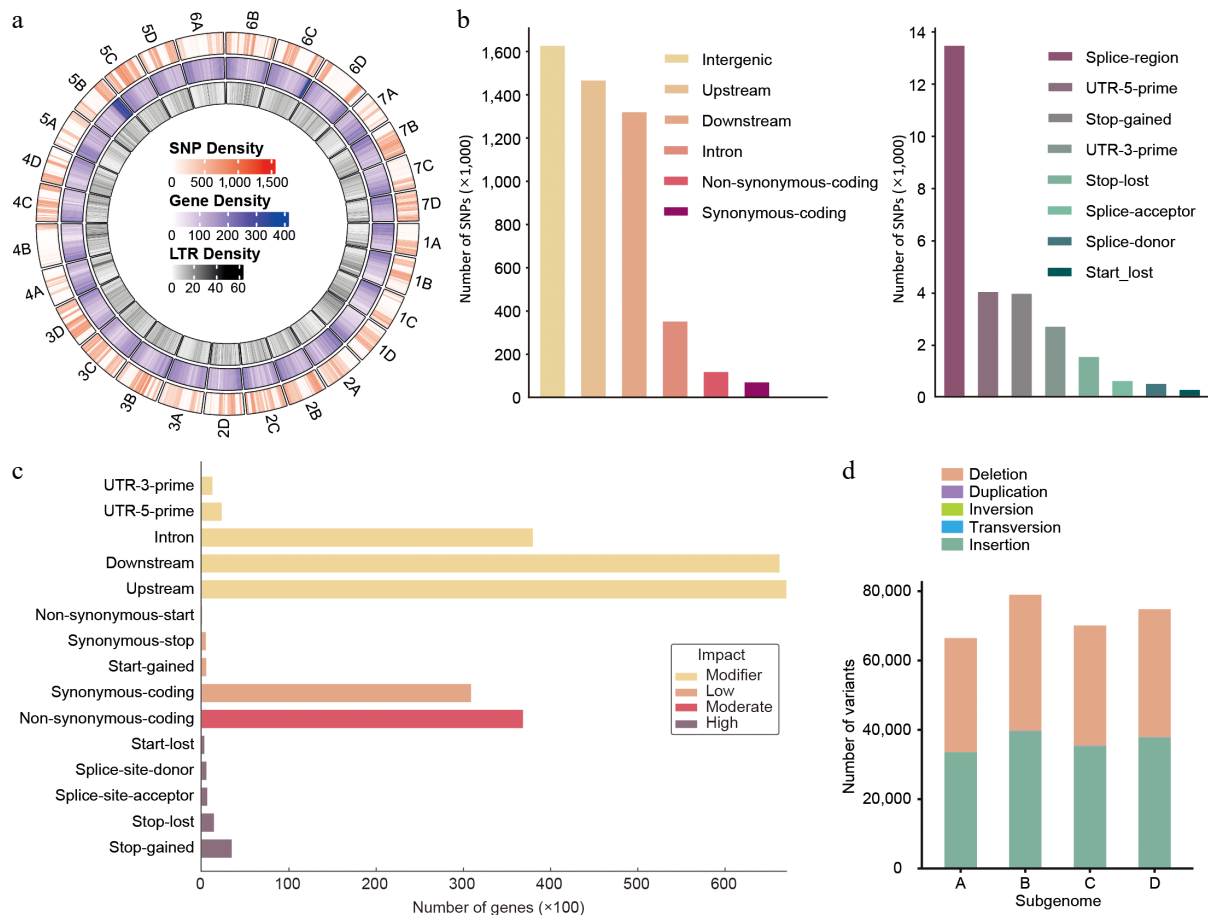 a
6A
6B
6C
6D
7A
7B
7C
7D
1A
1B
1C
1D
2A
2B
2C
2D
3A
3B
3C
3D
4A
4B
4C
4D
5A
5B
5C
5D
SNP Density
0 500 1,000 1,500
Gene Density
0 100 200 300 400
LTR Density
0 20 40 60
b
Number of SNPs (×1,000)
1,600
1,400
1,200
1,000
800
600
400
200
0
Intergenic
Upstream
Downstream
Intron
Non-synonymous-coding
Synonymous-coding
Number of SNPs (×1,000)
14
12
10
8
6
4
2
0
Splice-region
UTR-5-prime
Stop-gained
UTR-3-prime
Stop-lost
Splice-acceptor
Splice-donor
Start_lost
c
UTR-3-prime
UTR-5-prime
Intron
Downstream
Upstream
Non-synonymous-start
Synonymous-stop
Start-gained
Synonymous-coding
Non-synonymous-coding
Start-lost
Splice-site-donor
Splice-site-acceptor
Stop-lost
Stop-gained
0 100 200 300 400 500 600
Number of genes (×100)
Impact
Modifier
Low
Moderate
High
d
Deletion
Duplication
Inversion
Transversion
Insertion
Number of variants
80,000
60,000
40,000
20,000
0
A B C D
Subgenome